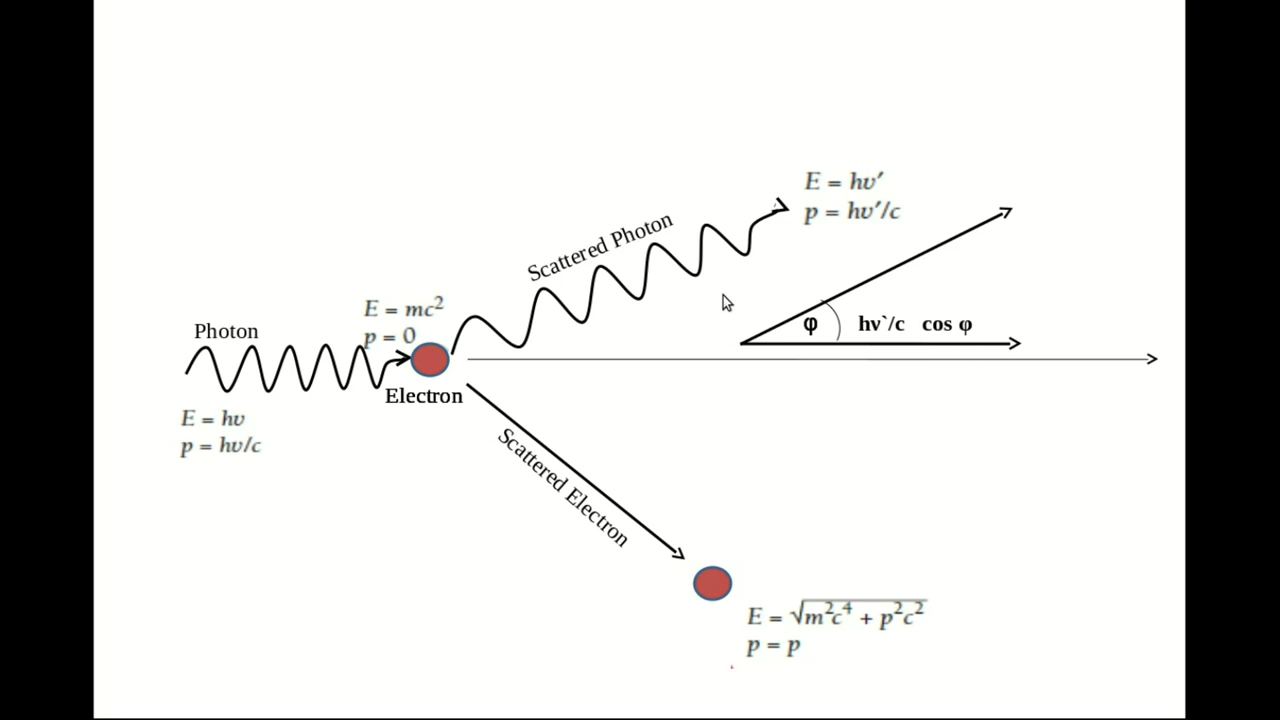 E = hυ′
p = hυ′/c
Scattered Photon
E = mc²
p = 0
Photon
φ hν`/c cos φ
Electron
E = hυ
p = hυ/c
Scattered Electron
E = √m²c⁴ + p²c²
p = p